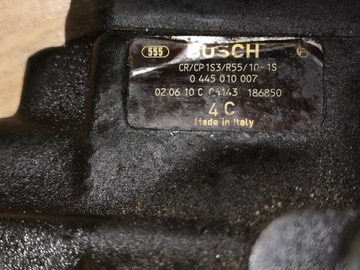 555 BOSCH
CR/CP1S3/R55/10-1S
0 445 010 007
02.06.10 C 04143 186850
4 C
Made in Italy